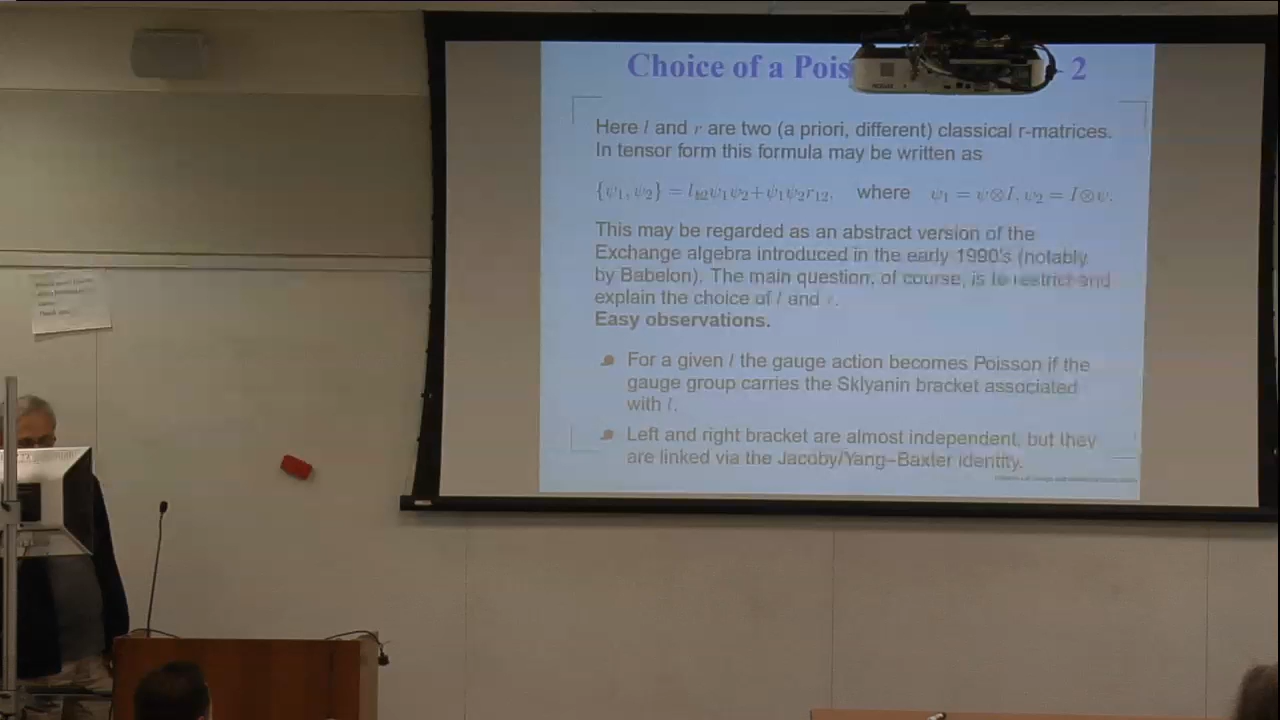 Choice of a Pois - 2
Here l and r are two (a priori, different) classical r-matrices.
In tensor form this formula may be written as
{ψ₁, ψ₂} = l₁₂ψ₁ψ₂+ψ₁ψ₂r₁₂, where ψ₁ = ψ⊗I, ψ₂ = I⊗ψ.
This may be regarded as an abstract version of the
Exchange algebra introduced in the early 1990's (notably
by Babelon). The main question, of course, is to restrict and
explain the choice of l and r.
Easy observations.
For a given l the gauge action becomes Poisson if the
gauge group carries the Sklyanin bracket associated
with l.
Left and right bracket are almost independent, but they
are linked via the Jacoby/Yang–Baxter identity.